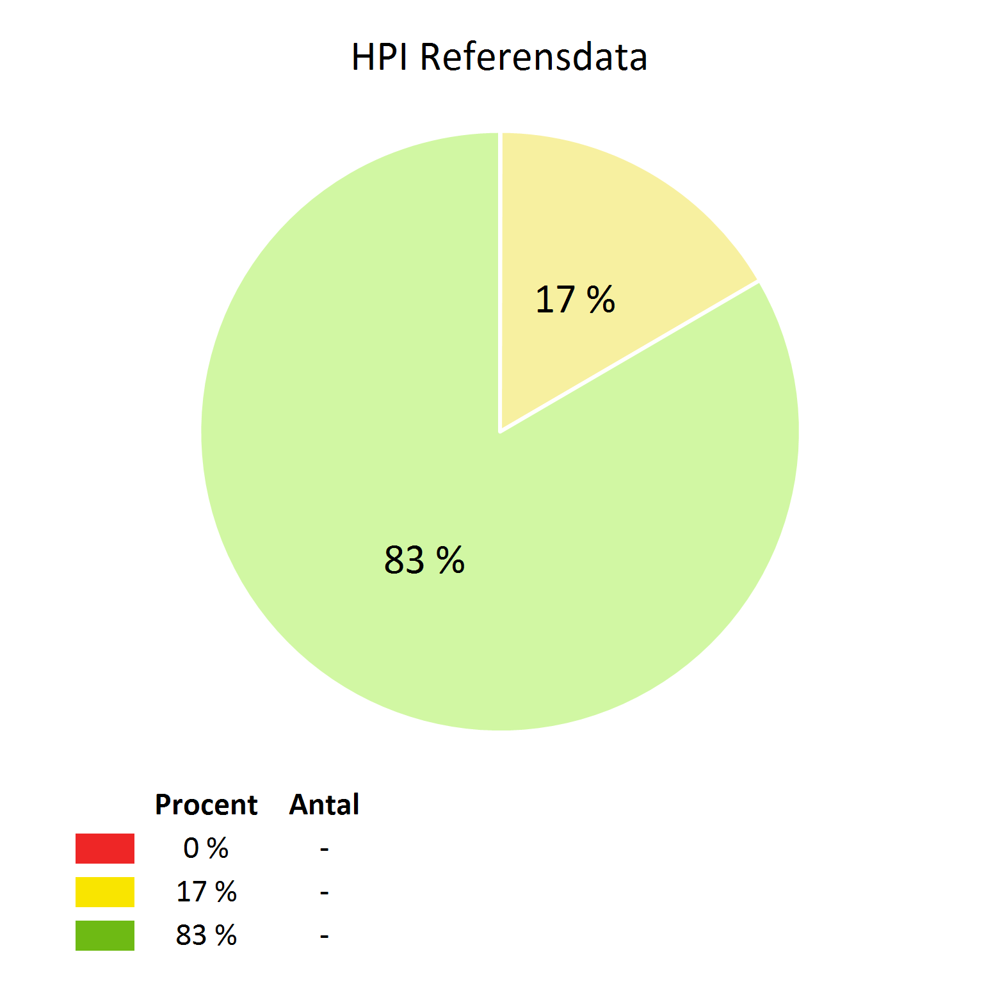 HPI Referensdata
17 %
83 %
Procent Antal
0 % -
17 % -
83 % -